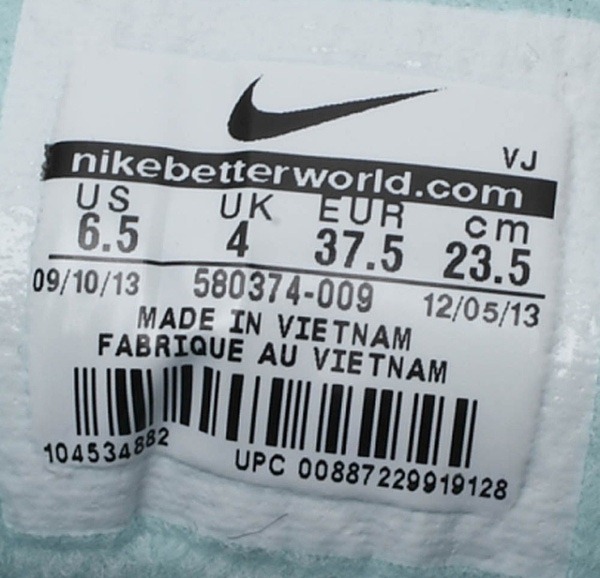 VJ
nikebetterworld.com
US UK EUR cm
6.5 4 37.5 23.5
09/10/13 580374-009 12/05/13
MADE IN VIETNAM
FABRIQUE AU VIETNAM
104534882 UPC 00887229919128